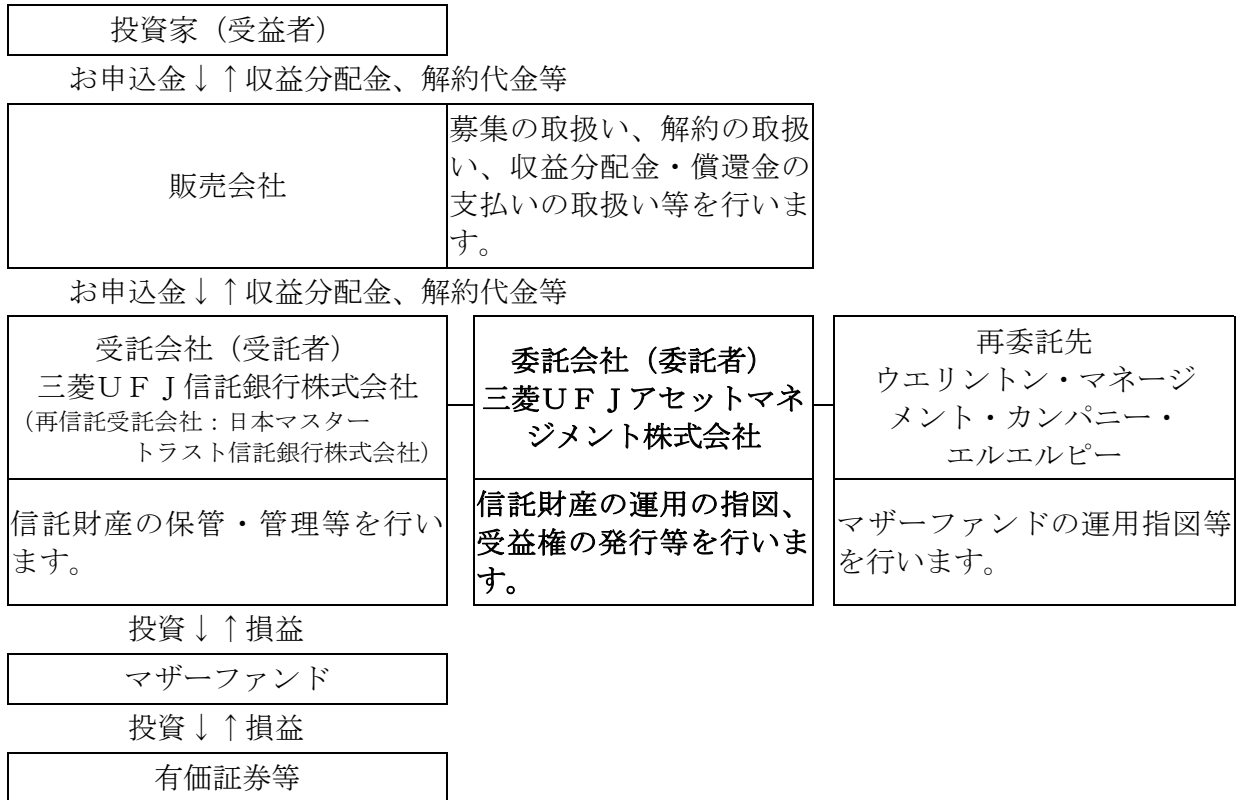 投資家（受益者）
お申込金↓↑収益分配金、解約代金等
販売会社
募集の取扱い、解約の取扱
い、収益分配金・償還金の
支払いの取扱い等を行いま
す。
お申込金↓↑収益分配金、解約代金等
受託会社（受託者）
三菱ＵＦＪ信託銀行株式会社
（再信託受託会社：日本マスター
トラスト信託銀行株式会社）
委託会社（委託者）
三菱ＵＦＪアセットマネ
ジメント株式会社
再委託先
ウエリントン・マネージ
メント・カンパニー・
エルエルピー
信託財産の保管・管理等を行い
ます。
信託財産の運用の指図、
受益権の発行等を行いま
す。
マザーファンドの運用指図等
を行います。
投資↓↑損益
マザーファンド
投資↓↑損益
有価証券等